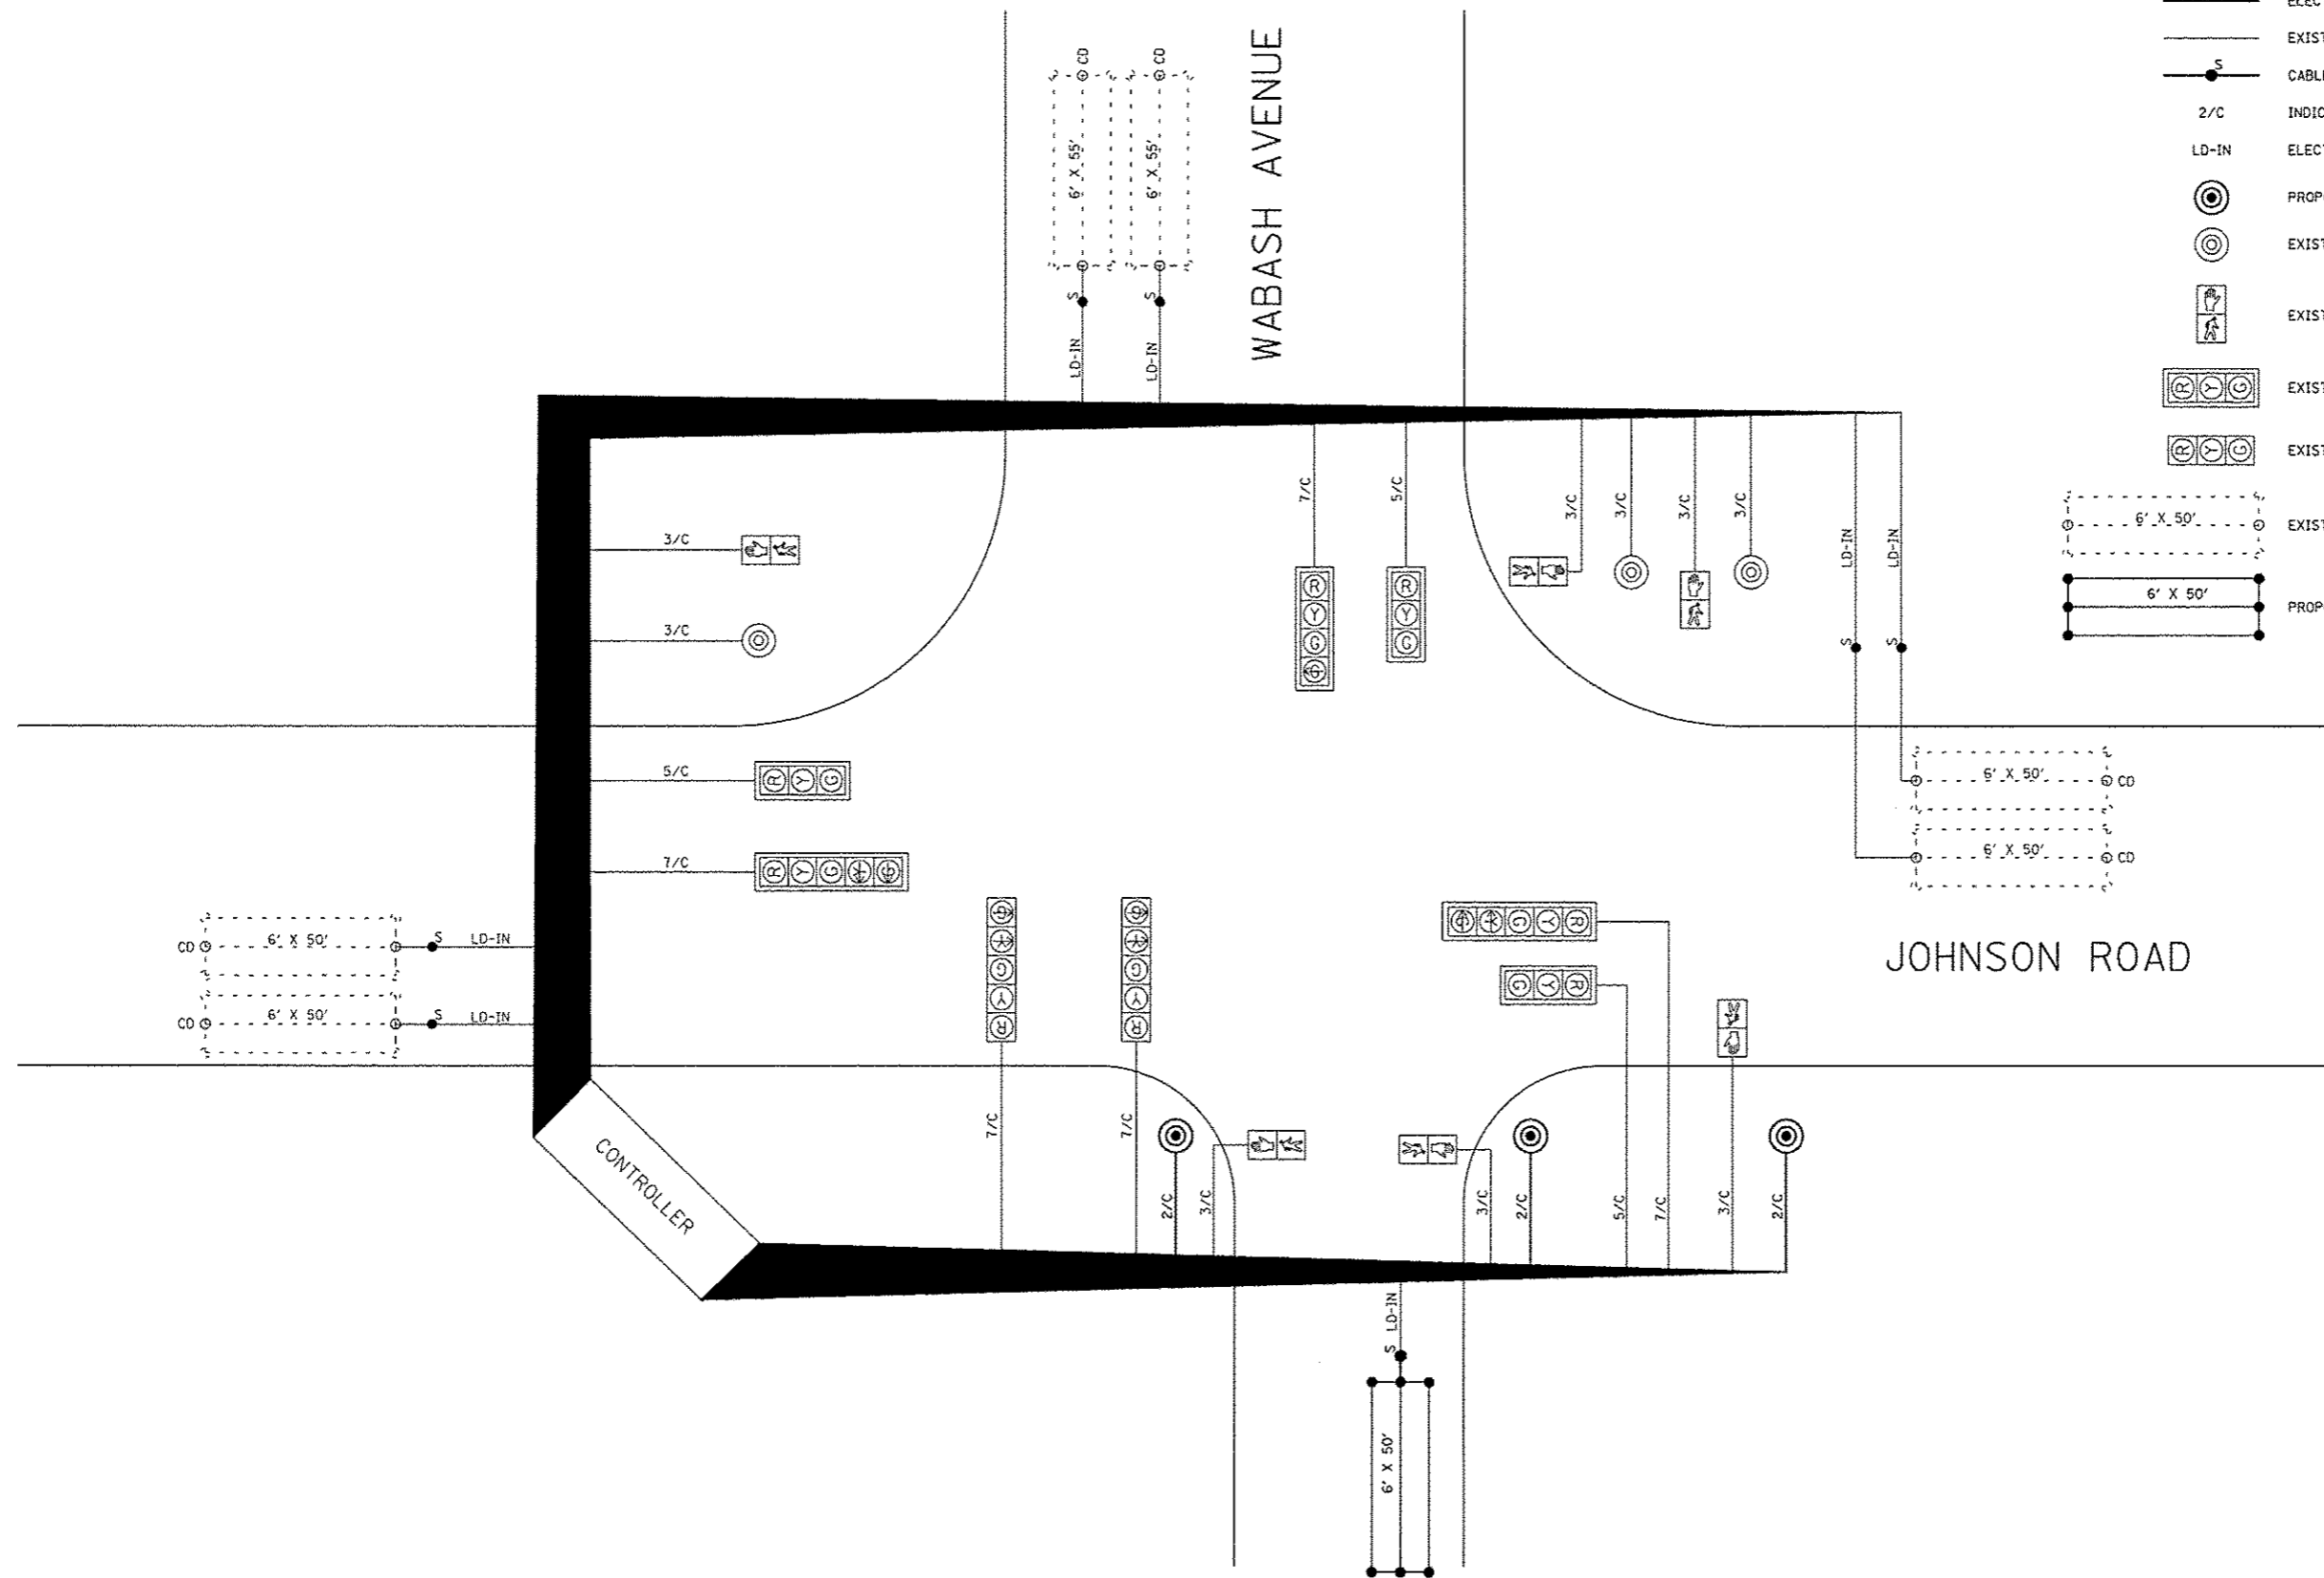 ELEC
EXIST
S
CABL
2/C
INDIC
LD-IN
ELECT
PROP
EXIST
EXIST
R Y G
EXIST
R Y G
EXIST
6' X 50'
EXIST
6' X 50'
PROP
WABASH AVENUE
CD
CD
6' X 55'
6' X 55'
S
S
LD-IN
LD-IN
7/C
5/C
3/C
3/C
3/C
3/C
LD-IN
LD-IN
S
S
R Y G G
R Y G
3/C
3/C
5/C
R Y G
7/C
R Y G Y G
6' X 50'
CD
6' X 50'
CD
CD
6' X 50'
S
LD-IN
CD
6' X 50'
S
LD-IN
G Y G Y R
G Y G Y R
G Y G Y R
G Y R
JOHNSON ROAD
CONTROLLER
7/C
7/C
2/C
3/C
3/C
2/C
5/C
7/C
3/C
2/C
LD-IN
S
6' X 50'